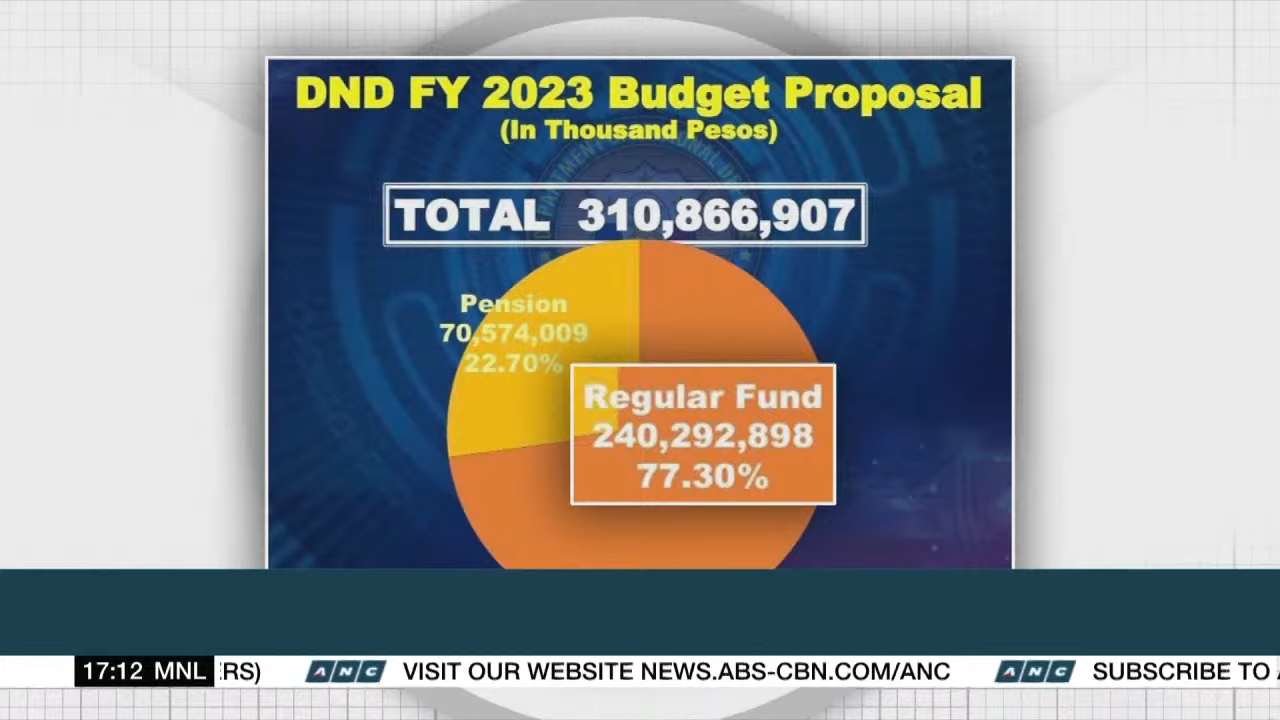 DND FY 2023 Budget Proposal
(In Thousand Pesos)
TOTAL 310,866,907
Pension
70,574,009
22.70%
Regular Fund
240,292,898
77.30%
17:12 MNL ERS) ANC VISIT OUR WEBSITE NEWS.ABS-CBN.COM/ANC ANC SUBSCRIBE TO